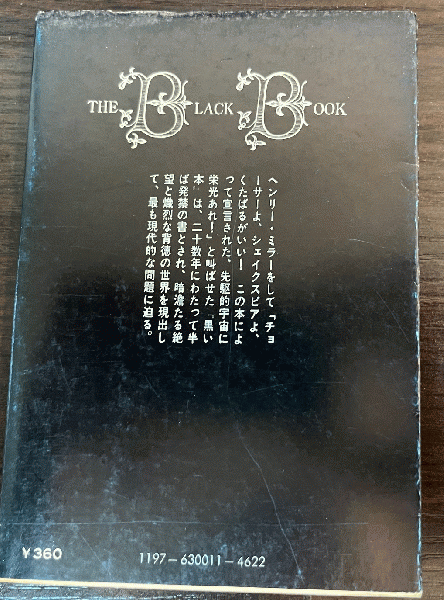 THE BLACK BOOK
ヘンリー・ミラーをして「チョ
ーサーよ、シェイクスピアよ、
くたばるがいい！　この本によ
って宣言された、先駆的宇宙に
栄光あれ！」と叫ばせた“黒い
本”は、二十数年にわたって半
ば発禁の書とされ、暗澹たる絶
望と熾烈な背徳の世界を現出し
て、最も現代的な問題に迫る。
¥360
1197-630011-4622